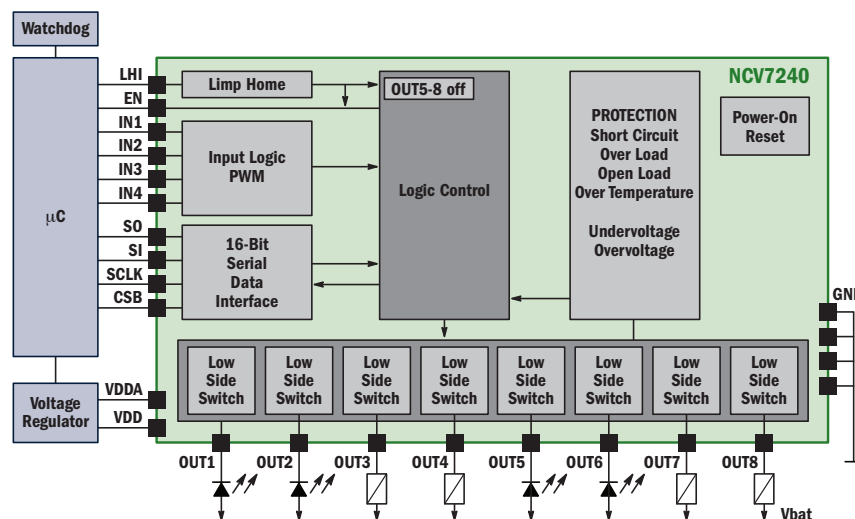 Watchdog
µC
Voltage
Regulator
LHI
EN
IN1
IN2
IN3
IN4
SO
SI
SCLK
CSB
VDDA
VDD
NCV7240
Limp Home
Input Logic
PWM
16-Bit
Serial
Data
Interface
OUT5-8 off
Logic Control
PROTECTION
Short Circuit
Over Load
Open Load
Over Temperature
Undervoltage
Overvoltage
Power-On
Reset
Low
Side
Switch
Low
Side
Switch
Low
Side
Switch
Low
Side
Switch
Low
Side
Switch
Low
Side
Switch
Low
Side
Switch
Low
Side
Switch
OUT1
OUT2
OUT3
OUT4
OUT5
OUT6
OUT7
OUT8
Vbat